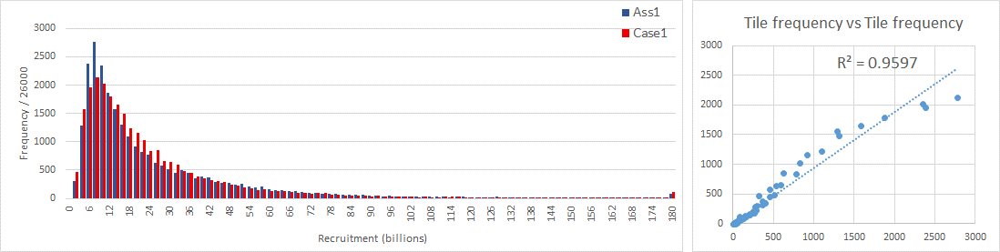 Ass1
Case1
3000
2500
2000
1500
1000
500
0
Frequency / 26000
0 6 12 18 24 30 36 42 48 54 60 66 72 78 84 90 96 102 108 114 120 126 132 138 144 150 156 162 168 174 180
Recruitment (billions)
Tile frequency vs Tile frequency
R² = 0.9597
3000
2500
2000
1500
1000
500
0
0 500 1000 1500 2000 2500 3000